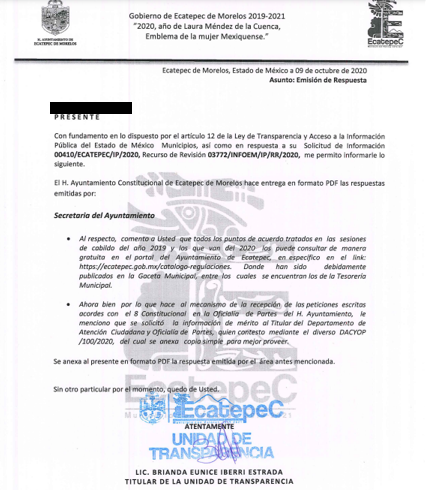 H. AYUNTAMIENTO DE
ECATEPEC DE MORELOS
Gobierno de Ecatepec de Morelos 2019-2021
"2020, año de Laura Méndez de la Cuenca,
Emblema de la mujer Mexiquense."
EcatepeC
Ecatepec de Morelos, Estado de México a 09 de octubre de 2020
Asunto: Emisión de Respuesta
P R E S E N T E
Con fundamento en lo dispuesto por el artículo 12 de la Ley de Transparencia y Acceso a la Información
Pública del Estado de México Municipios, así como en respuesta a su Solicitud de Información
00410/ECATEPEC/IP/2020, Recurso de Revisión 03772/INFOEM/IP/RR/2020, me permito informarle lo
siguiente.
El H. Ayuntamiento Constitucional de Ecatepec de Morelos hace entrega en formato PDF las respuestas
emitidas por:
Secretaría del Ayuntamiento
• Al respecto, comento a Usted que todos los puntos de acuerdo tratados en las sesiones
de cabildo del año 2019 y las que van del 2020 los puede consultar de manera
gratuita en el portal del Ayuntamiento de Ecatepec, en específico en el link:
https://ecatepec.gob.mx/catalogo-regulaciones. Donde han sido debidamente
publicadas en la Gaceta Municipal, entre las cuales se encuentran los de la Tesorería
Municipal.
• Ahora bien por lo que hace al mecanismo de la recepción de las peticiones escritas
acordes con el 8 Constitucional en la Oficialía de Partes del H. Ayuntamiento, le
menciono que se solicitó la información de mérito al Titular del Departamento de
Atención Ciudadana y Oficialía de Partes, quien contesto mediante el diverso DACYOP
/100/2020, del cual se anexa copia simple para mejor proveer.
Se anexa al presente en formato PDF la respuesta emitida por el área antes mencionada.
Sin otro particular por el momento, quedo de Usted.
EcatepeC
ATENTAMENTE
UNIDAD DE
TRANSPARENCIA
LIC. BRIANDA EUNICE IBERRI ESTRADA
TITULAR DE LA UNIDAD DE TRANSPARENCIA